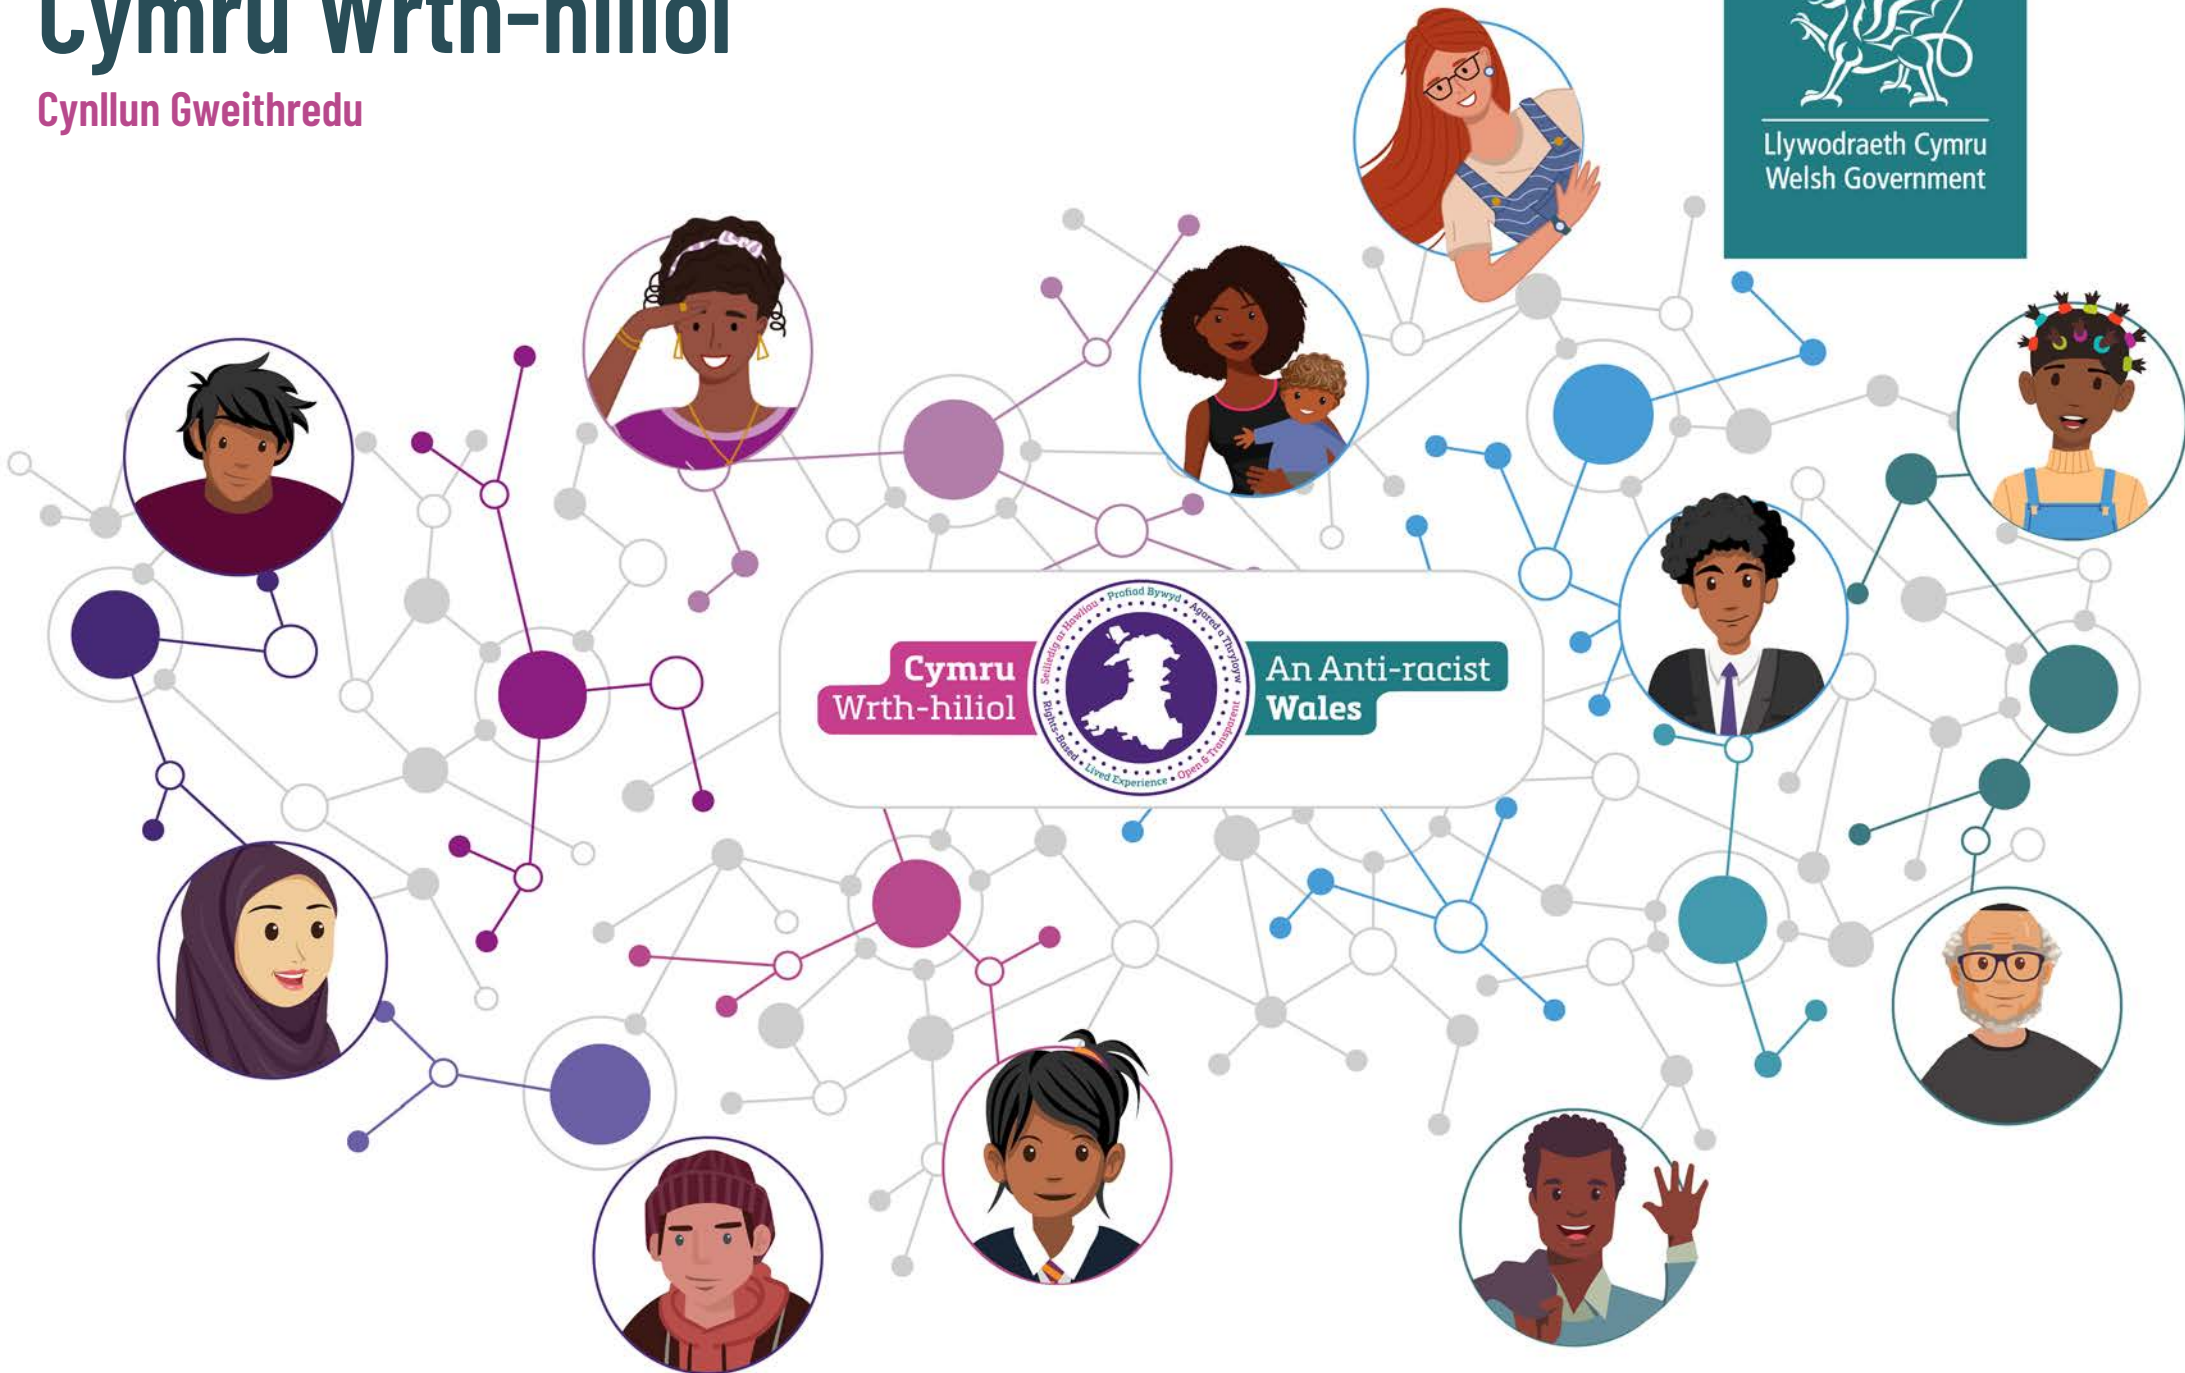 Cymru Wrth-hiliol
Cynllun Gweithredu
Llywodraeth Cymru
Welsh Government
Cymru
Wrth-hiliol
Seiliedig ar Hawliau • Profiad Bywyd • Agored a Thryloyw
Rights-Based • Lived Experience • Open & Transparent
An Anti-racist
Wales